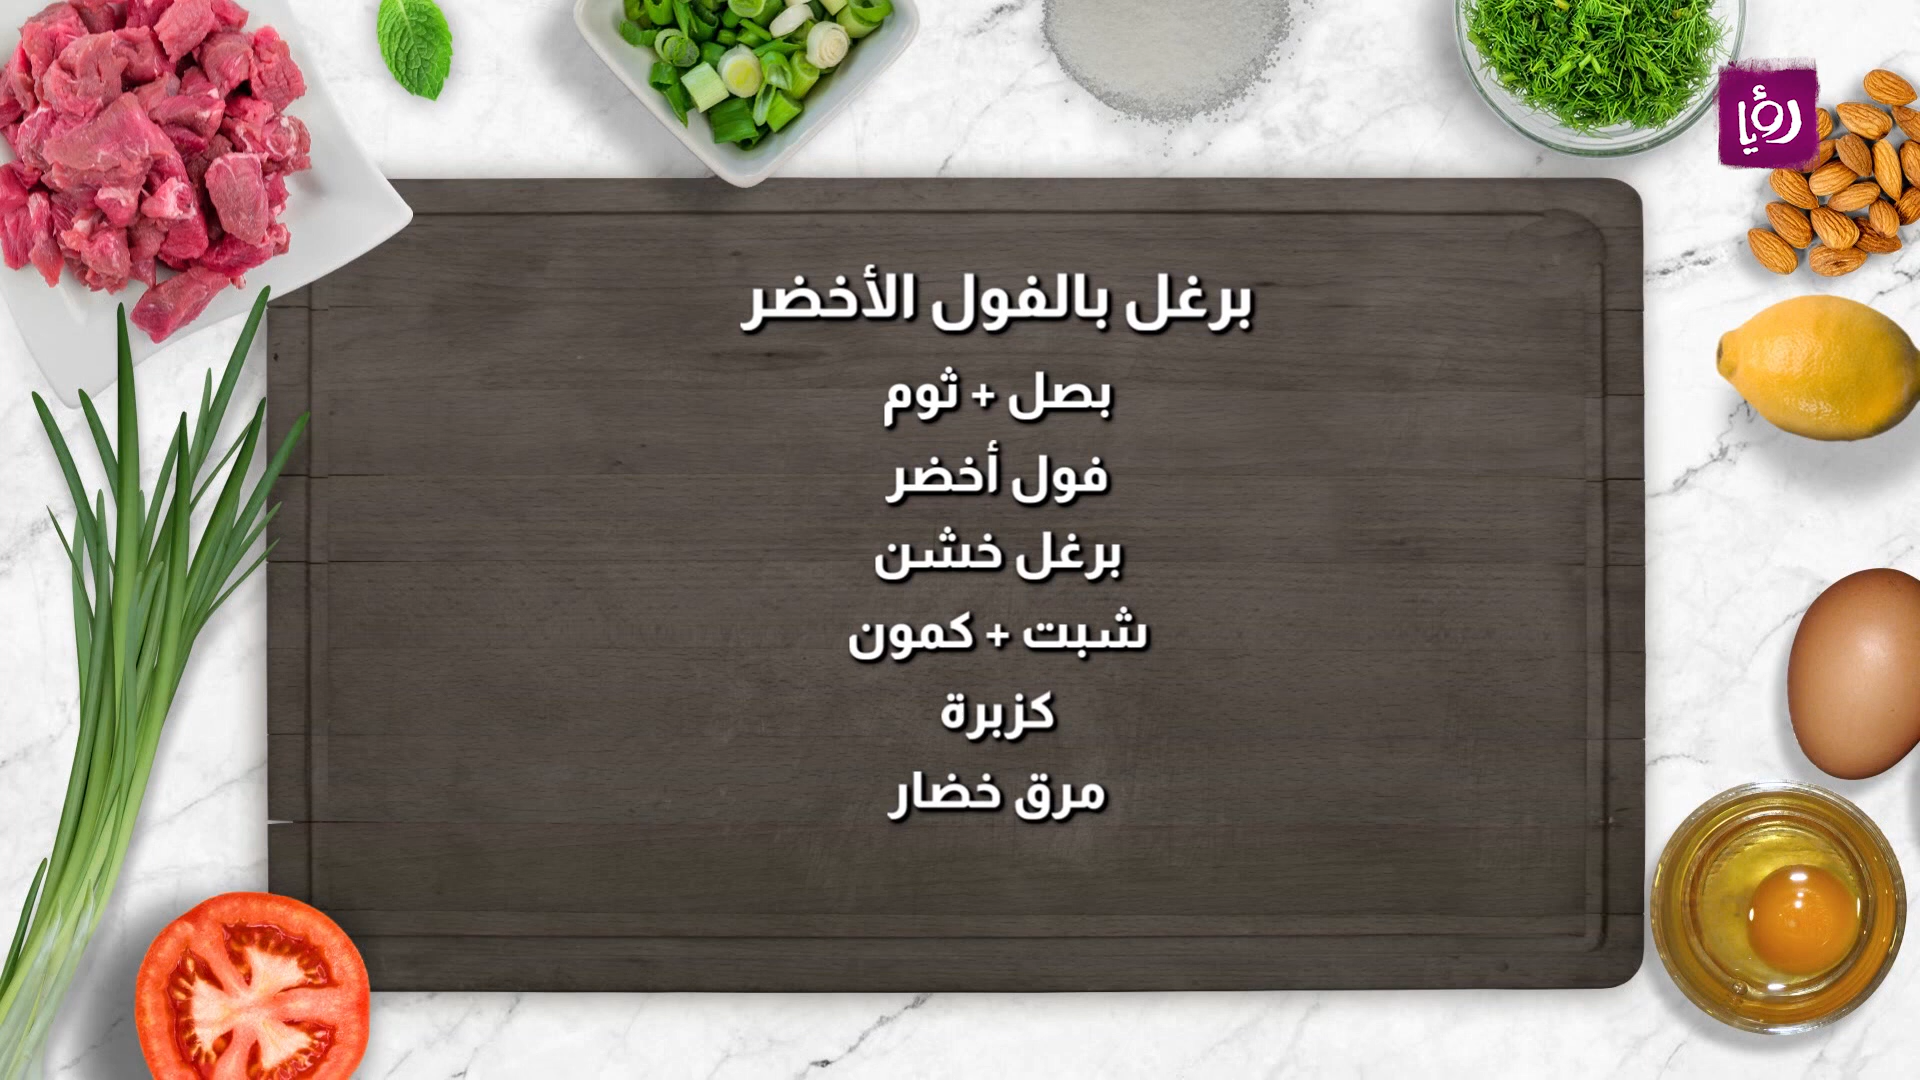 رؤيا
برغل بالفول الأخضر
بصل + ثوم
فول أخضر
برغل خشن
شبت + كمون
كزبرة
مرق خضار